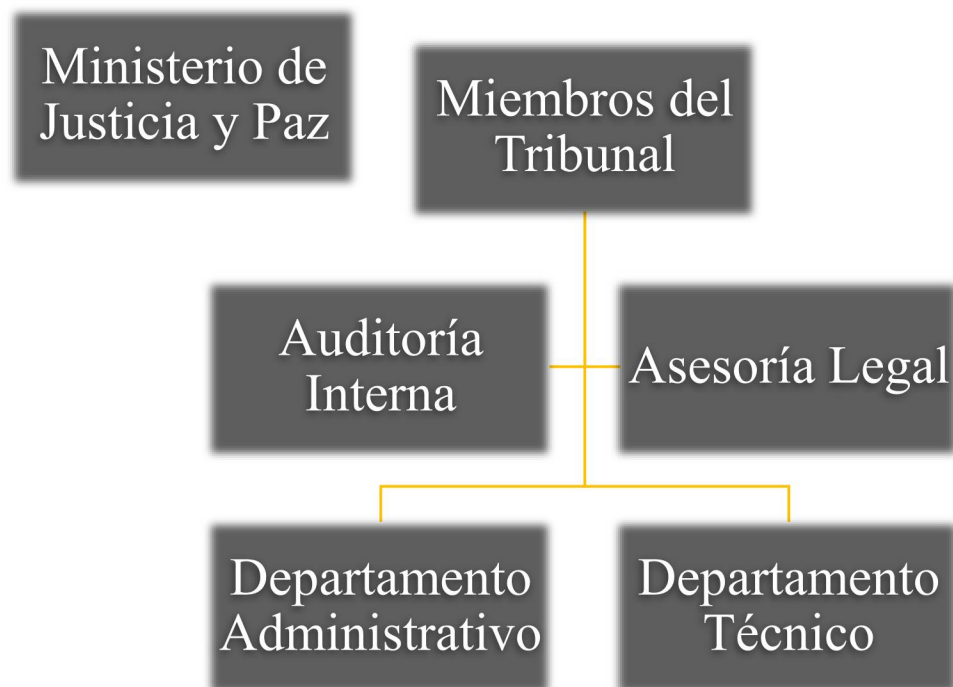 Ministerio de
Justicia y Paz
Miembros del
Tribunal
Auditoría
Interna
Asesoría Legal
Departamento
Administrativo
Departamento
Técnico